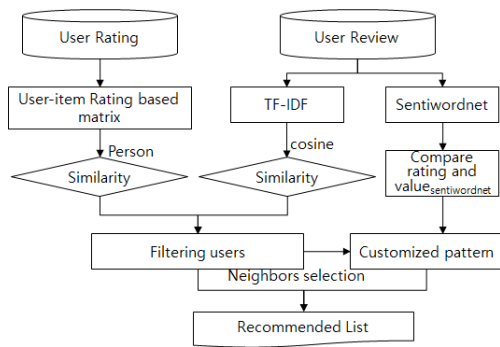 User Rating
User Review
User-item Rating based
matrix
TF-IDF
Sentiwordnet
Person
cosine
Similarity
Similarity
Compare
rating and
valuesentiwordnet
Filtering users
Customized pattern
Neighbors selection
Recommended List